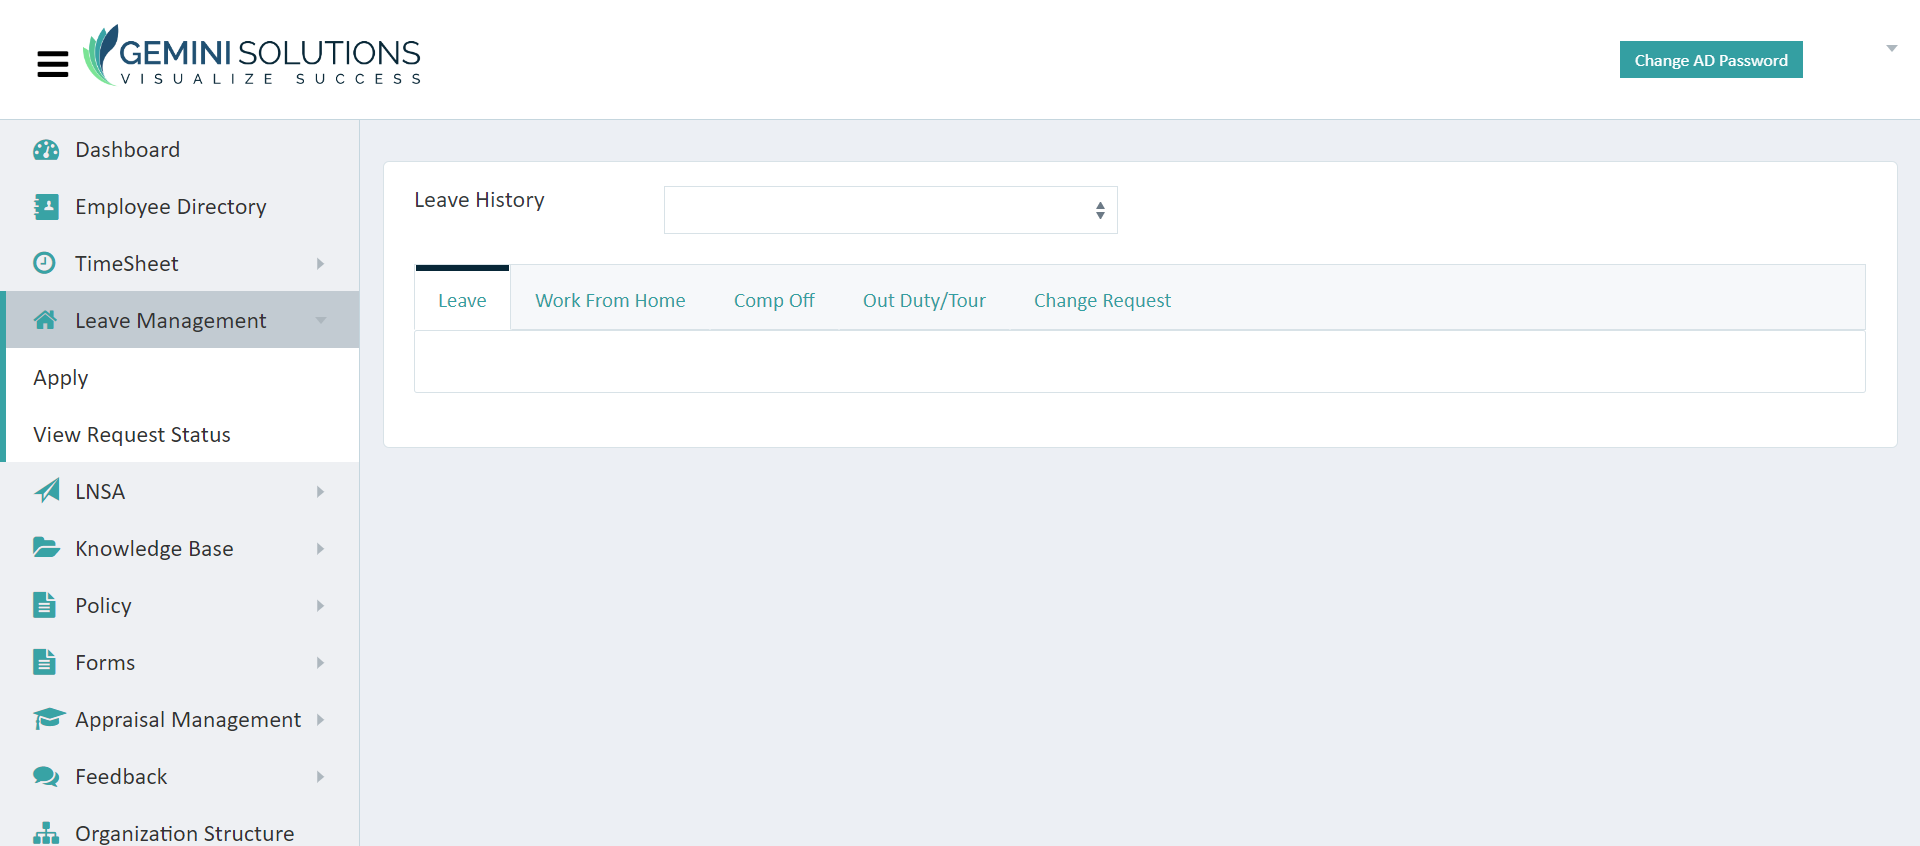 GEMINI SOLUTIONS
VISUALIZE SUCCESS
Change AD Password
Dashboard
Employee Directory
TimeSheet
Leave Management
Apply
View Request Status
LNSA
Knowledge Base
Policy
Forms
Appraisal Management
Feedback
Organization Structure
Leave History
Leave Work From Home Comp Off Out Duty/Tour Change Request